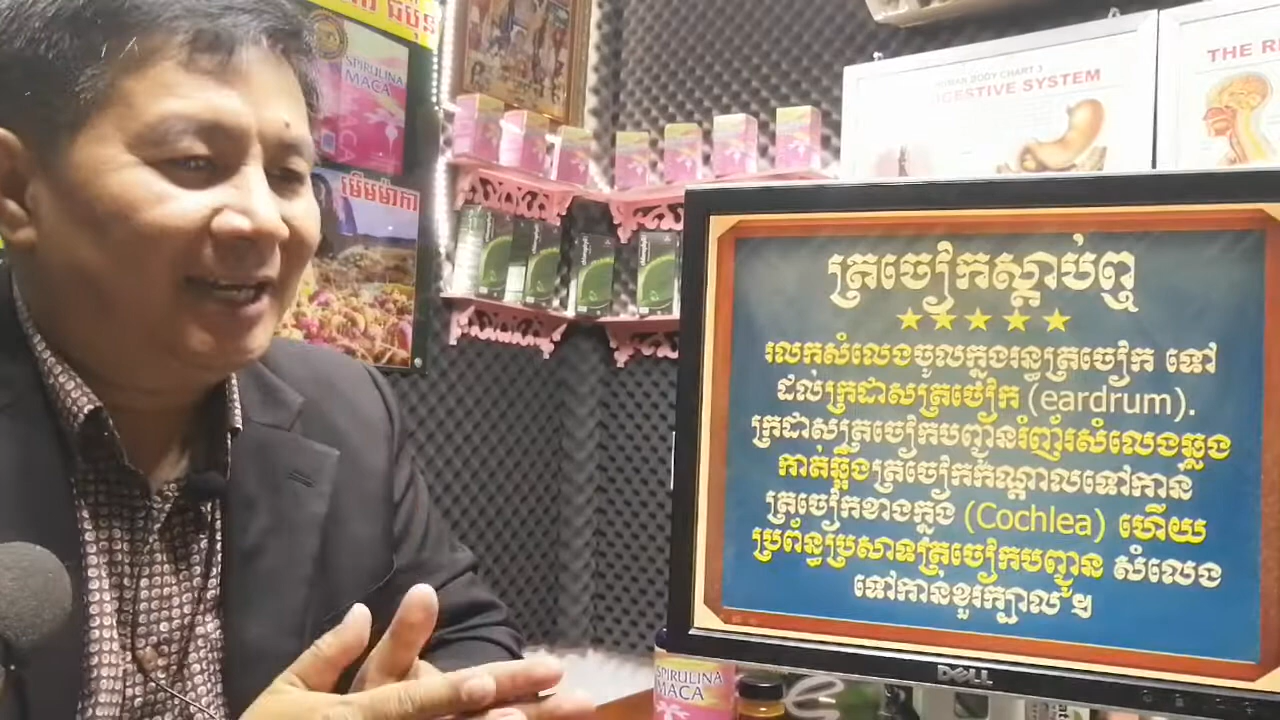 SPIRULINA
MACA
មើមម៉ាកា
HUMAN BODY CHART 3
DIGESTIVE SYSTEM
THE RE
ត្រចៀកស្តាប់ឮ
រលកសំលេងចូលក្នុងរន្ធត្រចៀក ទៅ
ដល់ក្រដាសត្រចៀក (eardrum).
ក្រដាសត្រចៀកបញ្ជូនរំញ័រសំលេងឆ្លង
កាត់ឆ្អឹងត្រចៀកកណ្តាលទៅកាន់
ត្រចៀកខាងក្នុង (Cochlea) ហើយ
ប្រព័ន្ធប្រសាទត្រចៀកបញ្ជូន សំលេង
ទៅកាន់ខួរក្បាល ។
DELL
SPIRULINA
MACA